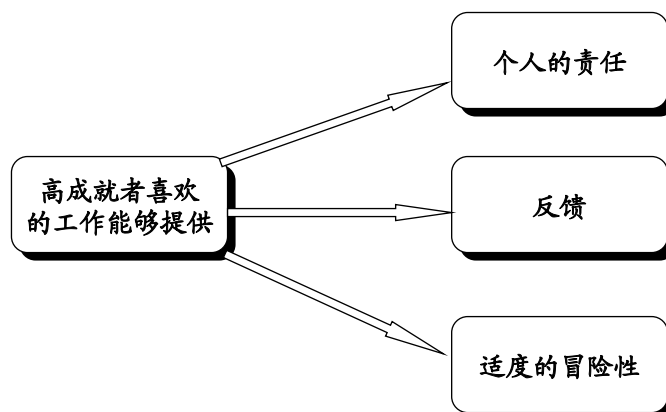 高成就者喜欢
的工作能够提供
个人的责任
反馈
适度的冒险性